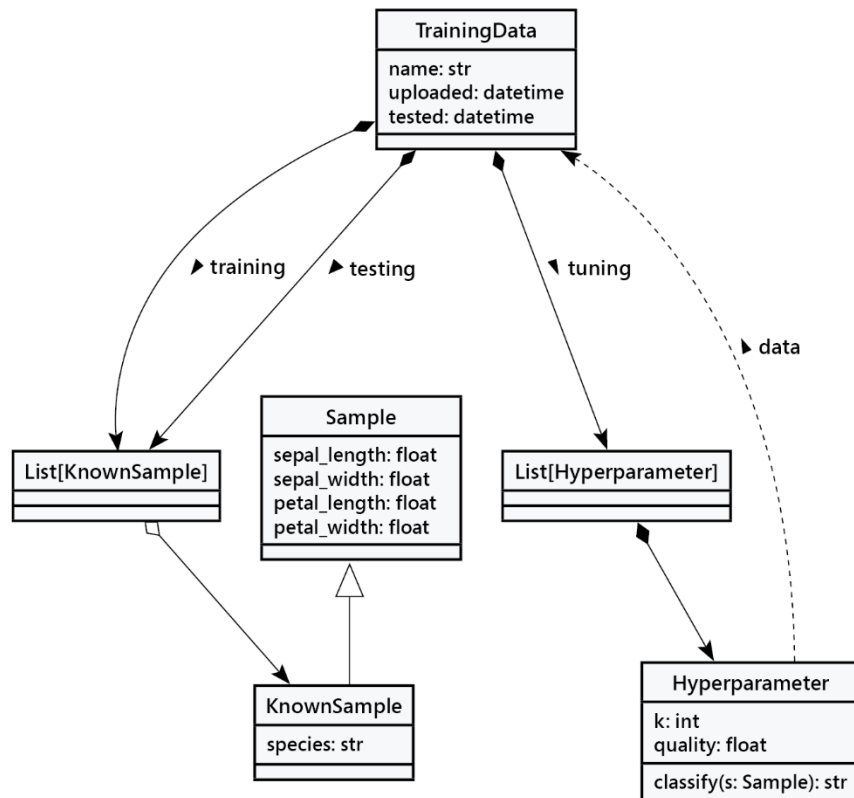 TrainingData
name: str
uploaded: datetime
tested: datetime
training
testing
tuning
data
Sample
sepal_length: float
sepal_width: float
petal_length: float
petal_width: float
List[KnownSample]
List[Hyperparameter]
KnownSample
species: str
Hyperparameter
k: int
quality: float
classify(s: Sample): str